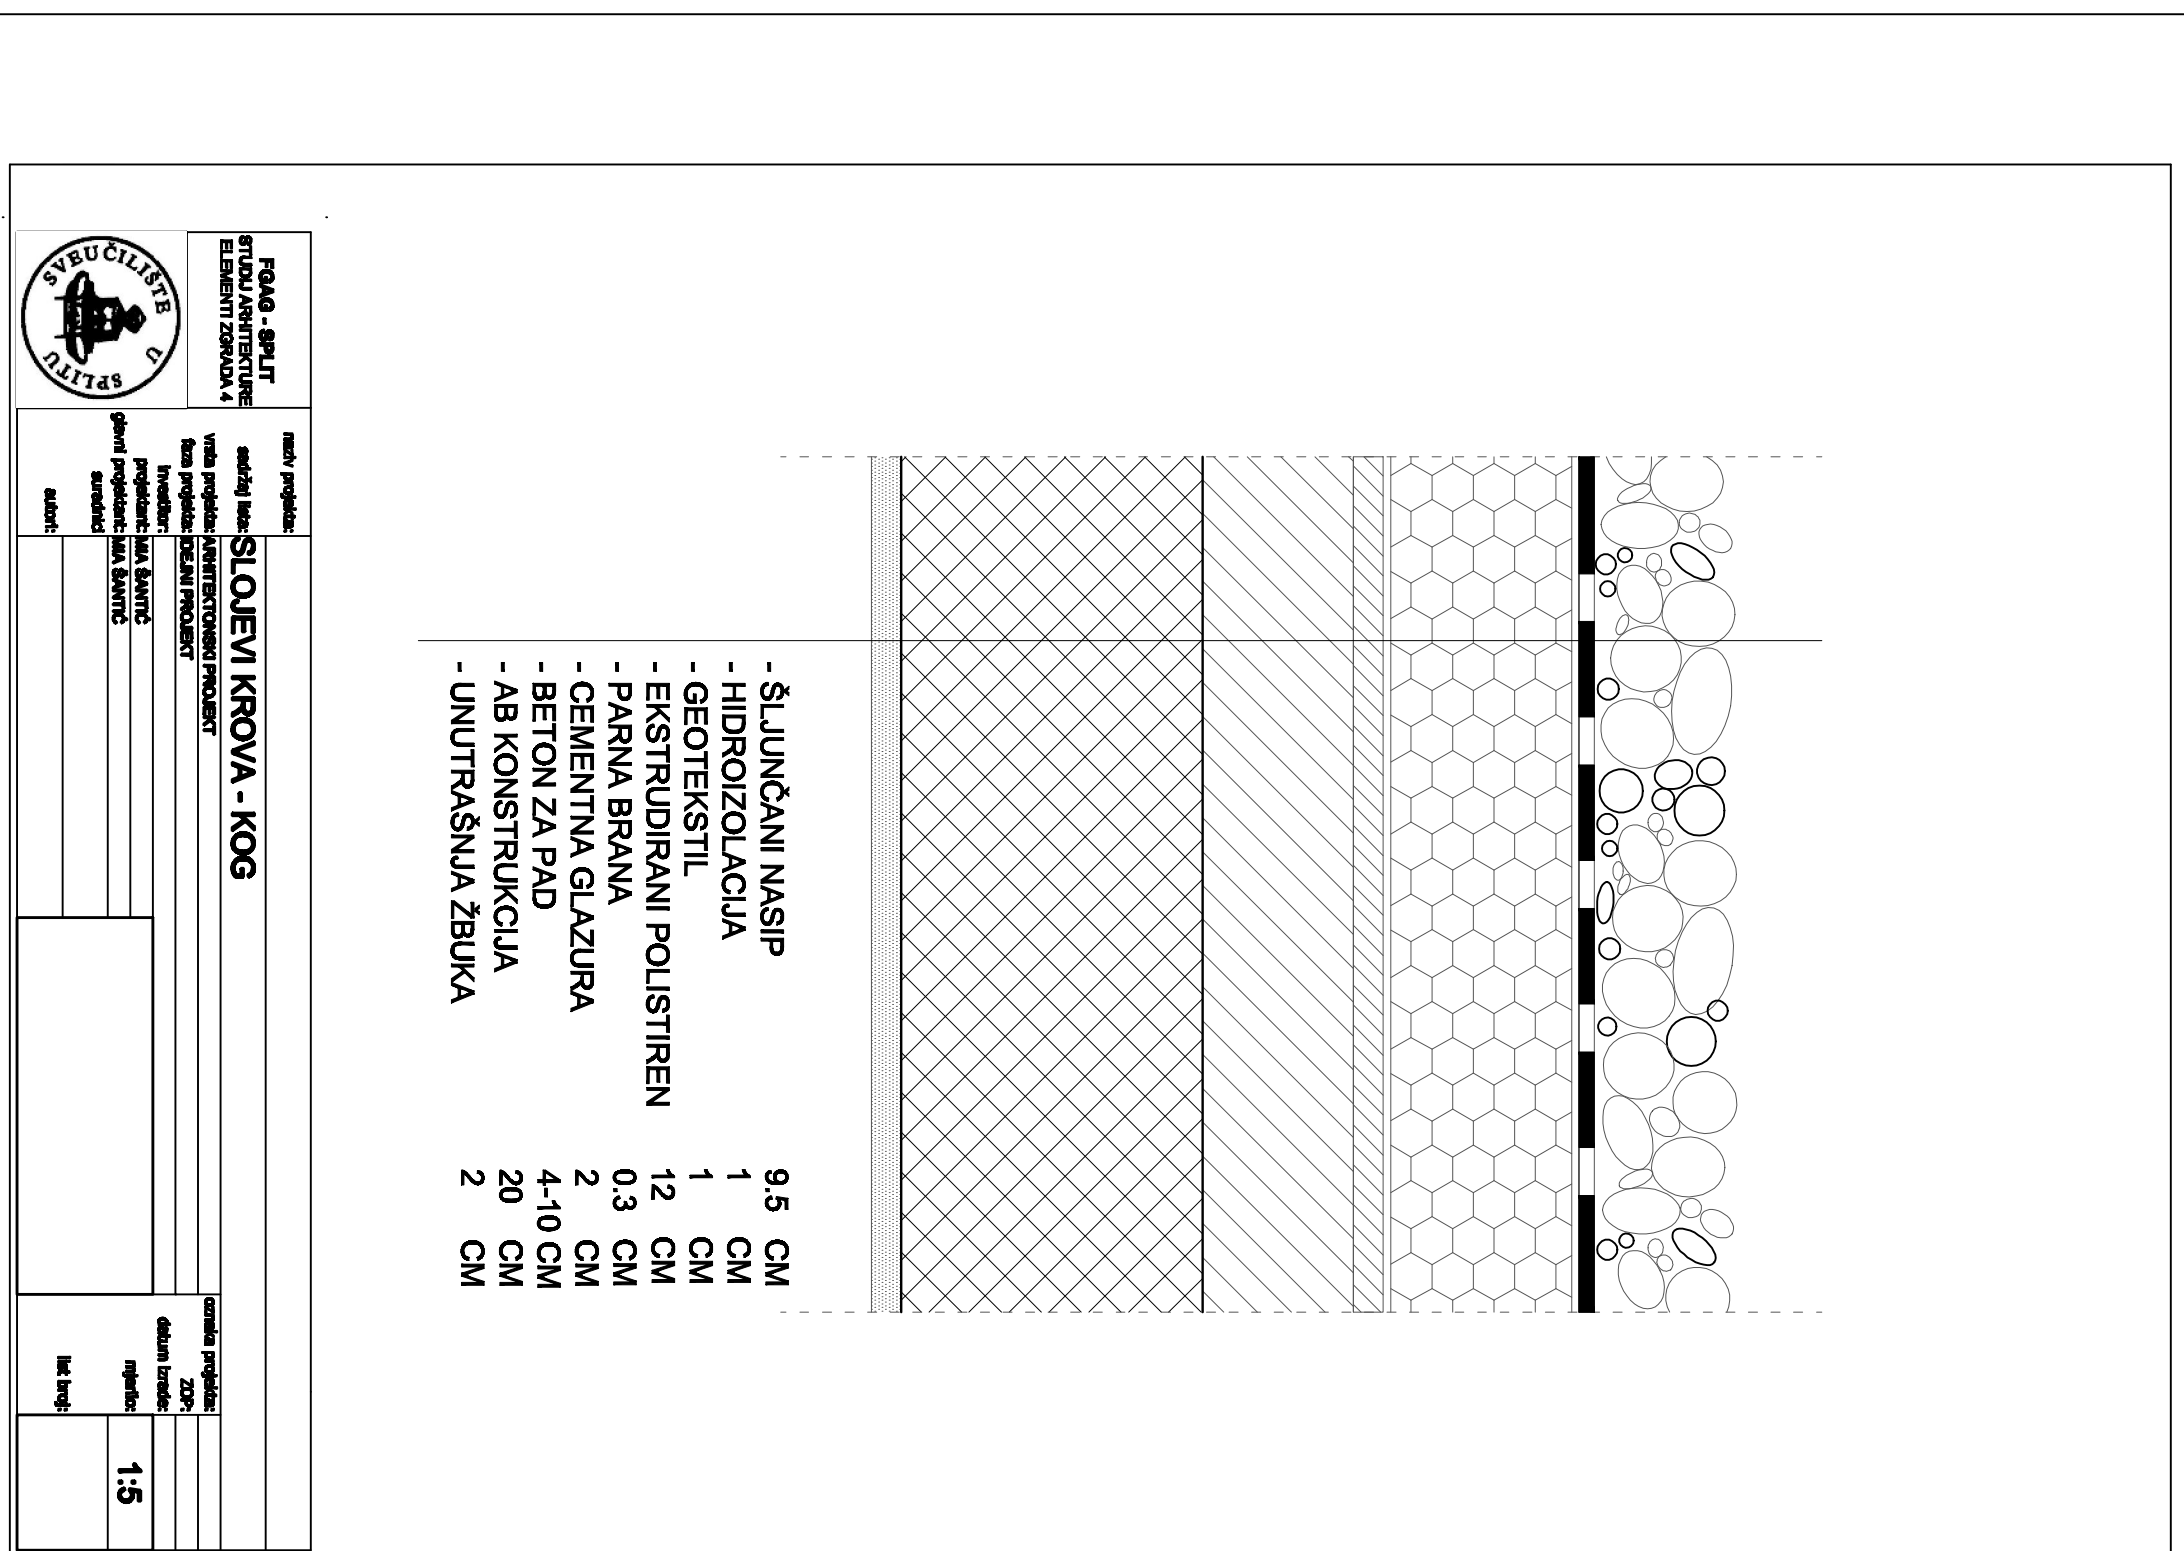 - ŠLJUNČANI NASIP 9.5 CM
- HIDROIZOLACIJA 1 CM
- GEOTEKSTIL 1 CM
- EKSTRUDIRANI POLISTIREN 12 CM
- PARNA BRANA 0.3 CM
- CEMENTNA GLAZURA 2 CM
- BETON ZA PAD 4-10 CM
- AB KONSTRUKCIJA 20 CM
- UNUTRAŠNJA ŽBUKA 2 CM
FGAG - SPLIT
STUDIJ ARHITEKTURE
ELEMENTI ZGRADA 4
SVEUČILIŠTE U SPLITU
naziv projekta:
sadržaj lista: SLOJEVI KROVA - KOG
vrsta projekta: ARHITEKTONSKI PROJEKT
faza projekta: IDEJNI PROJEKT
investitor:
projektant: MIA ŠANTIĆ
glavni projektant: MIA ŠANTIĆ
suradnici
autori:
oznaka projekta:
ZOP:
datum izrade:
mjerilo: 1:5
list broj: